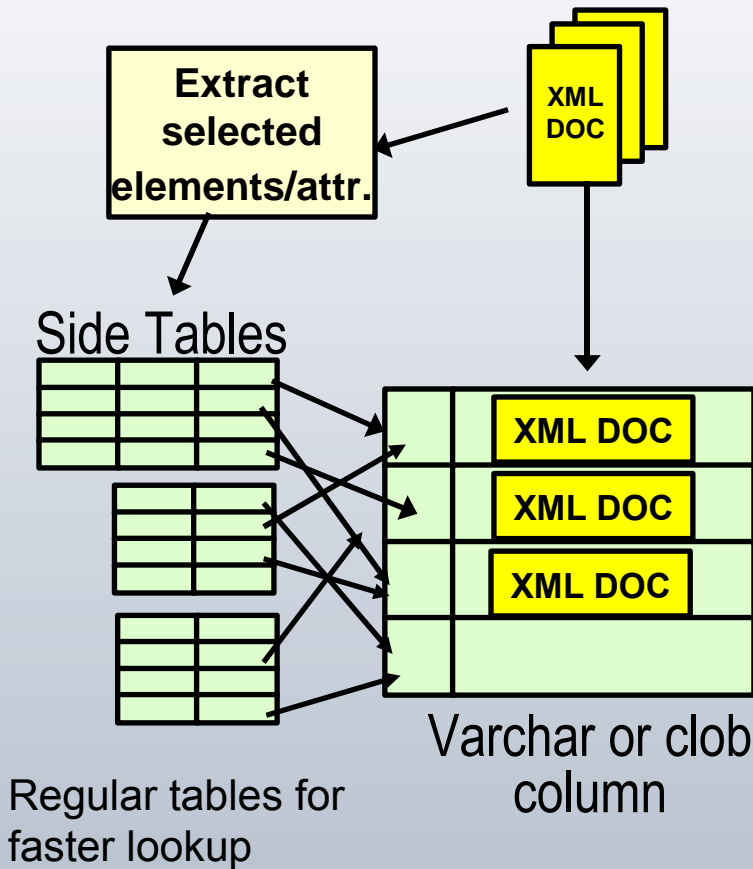 Extract
selected
elements/attr.
XML
DOC
Side Tables
XML DOC
XML DOC
XML DOC
Varchar or clob
column
Regular tables for
faster lookup